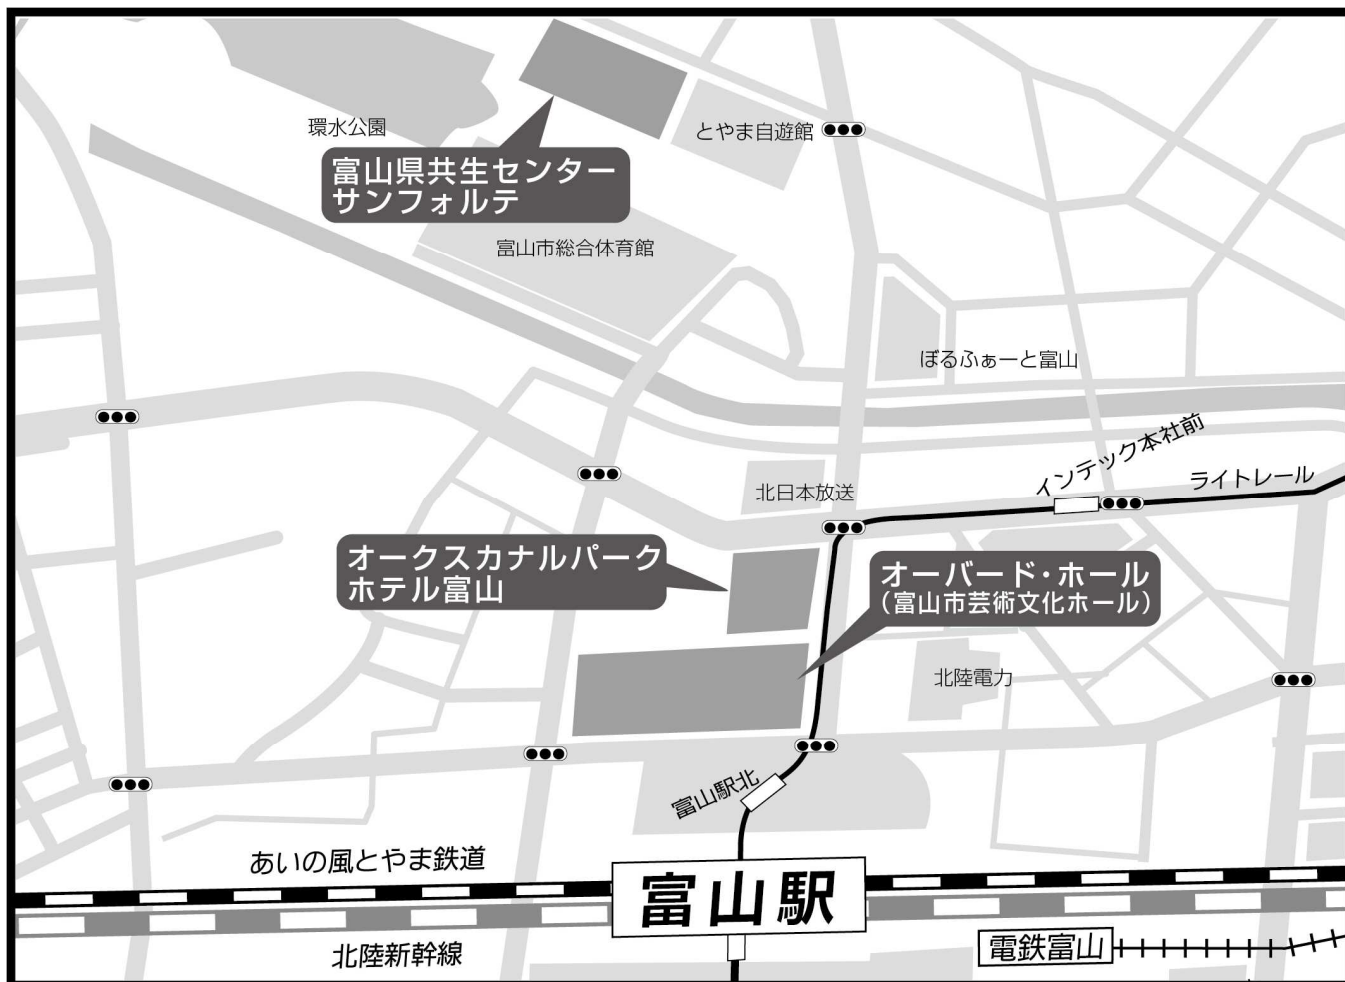 環水公園
とやま自遊館
富山県共生センター
サンフォルテ
富山市総合体育館
ぼるふぁーと富山
インテック本社前
ライトレール
北日本放送
オークスカナルパーク
ホテル富山
オーバード・ホール
(富山市芸術文化ホール)
北陸電力
富山駅北
あいの風とやま鉄道
富山駅
北陸新幹線
電鉄富山